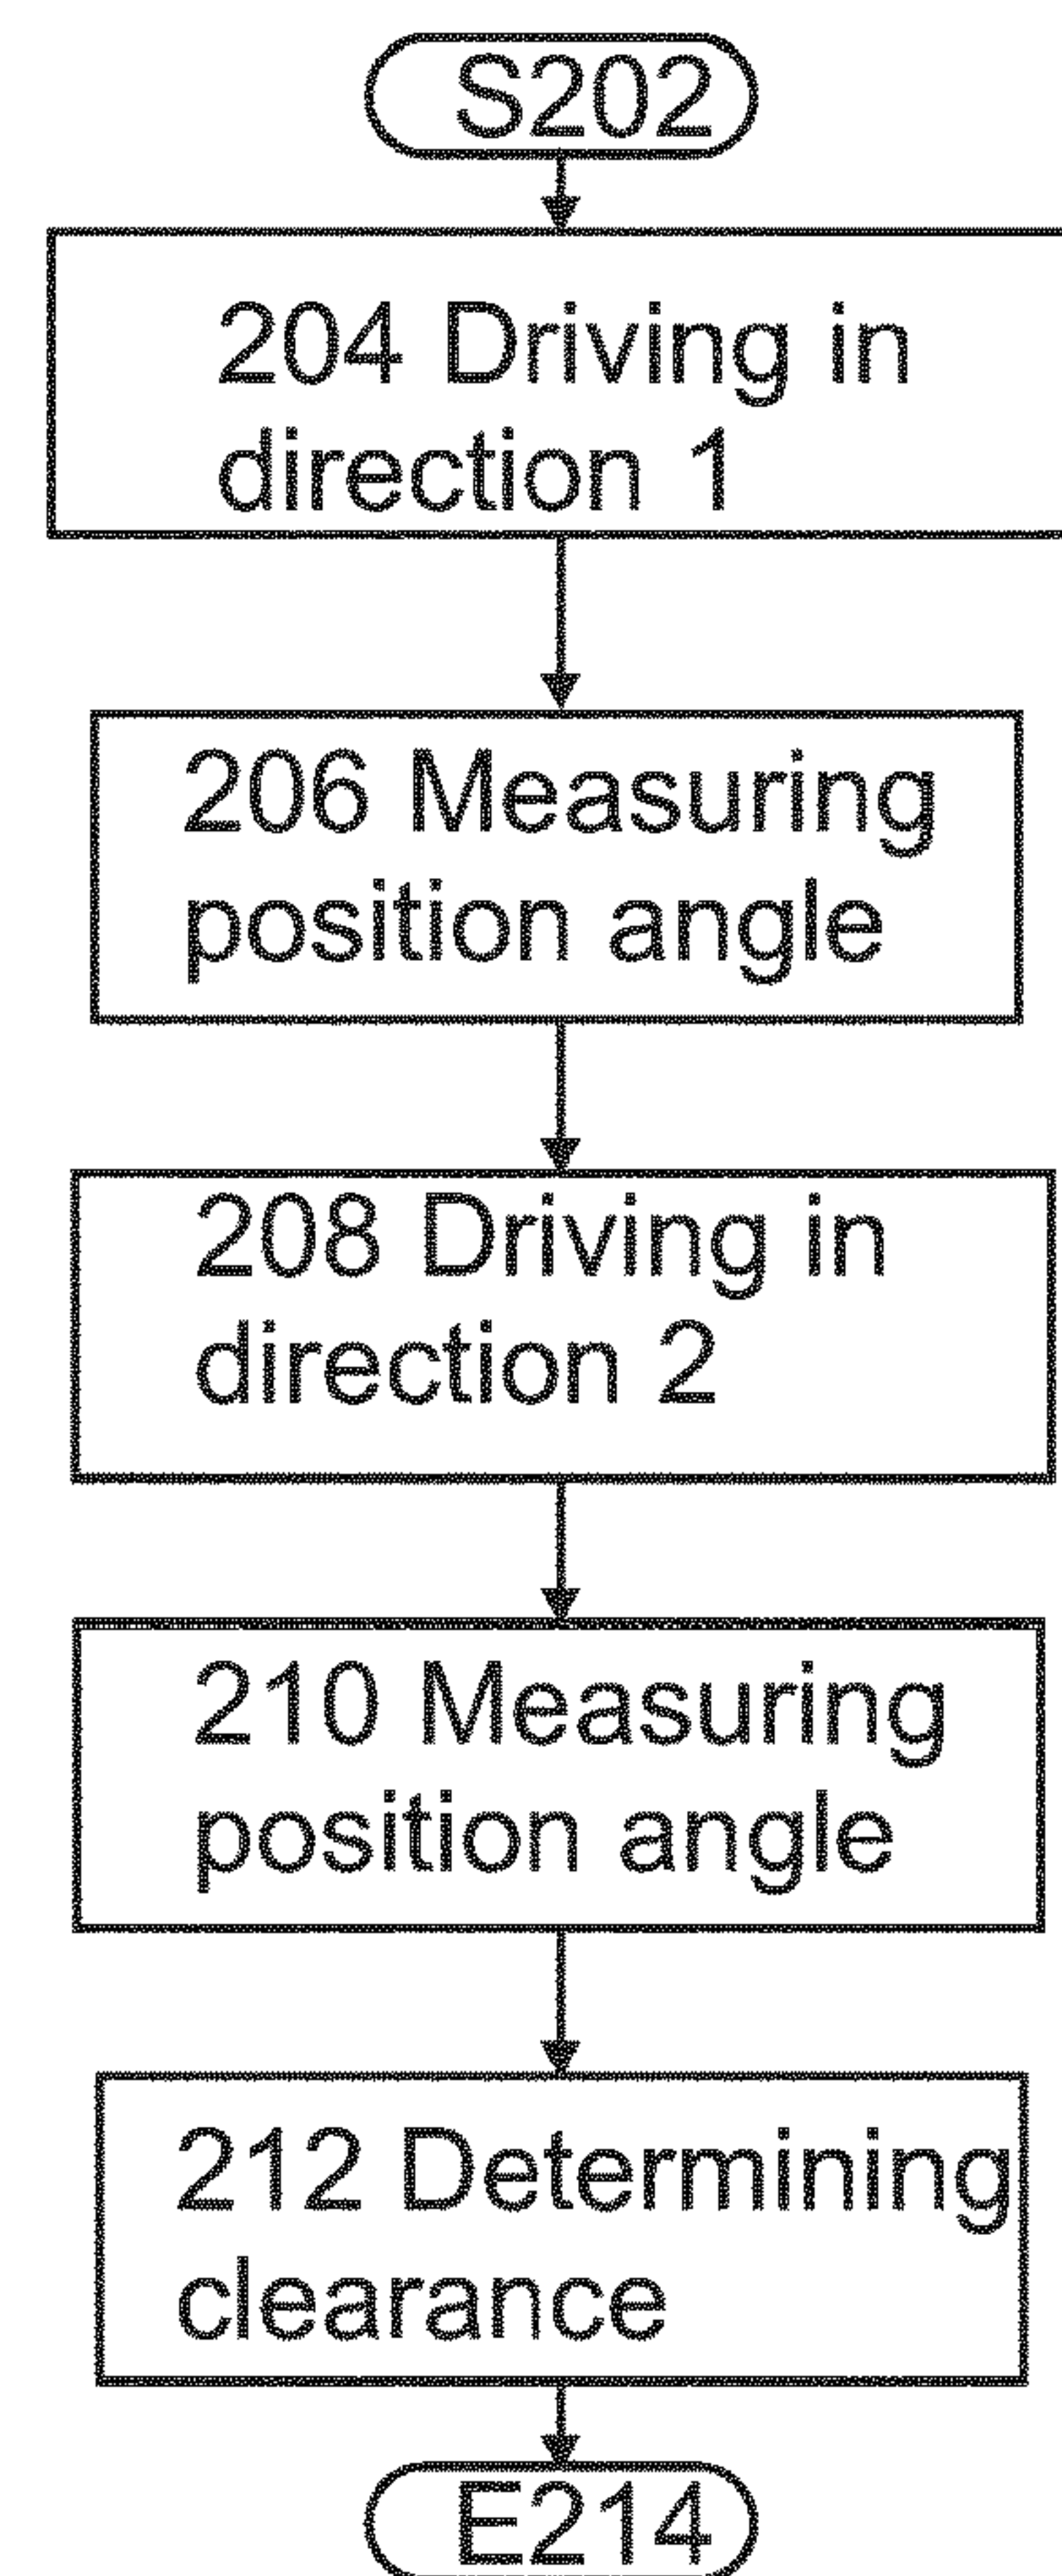 S202
204 Driving in
direction 1
206 Measuring
position angle
208 Driving in
direction 2
210 Measuring
position angle
212 Determining
clearance
E214